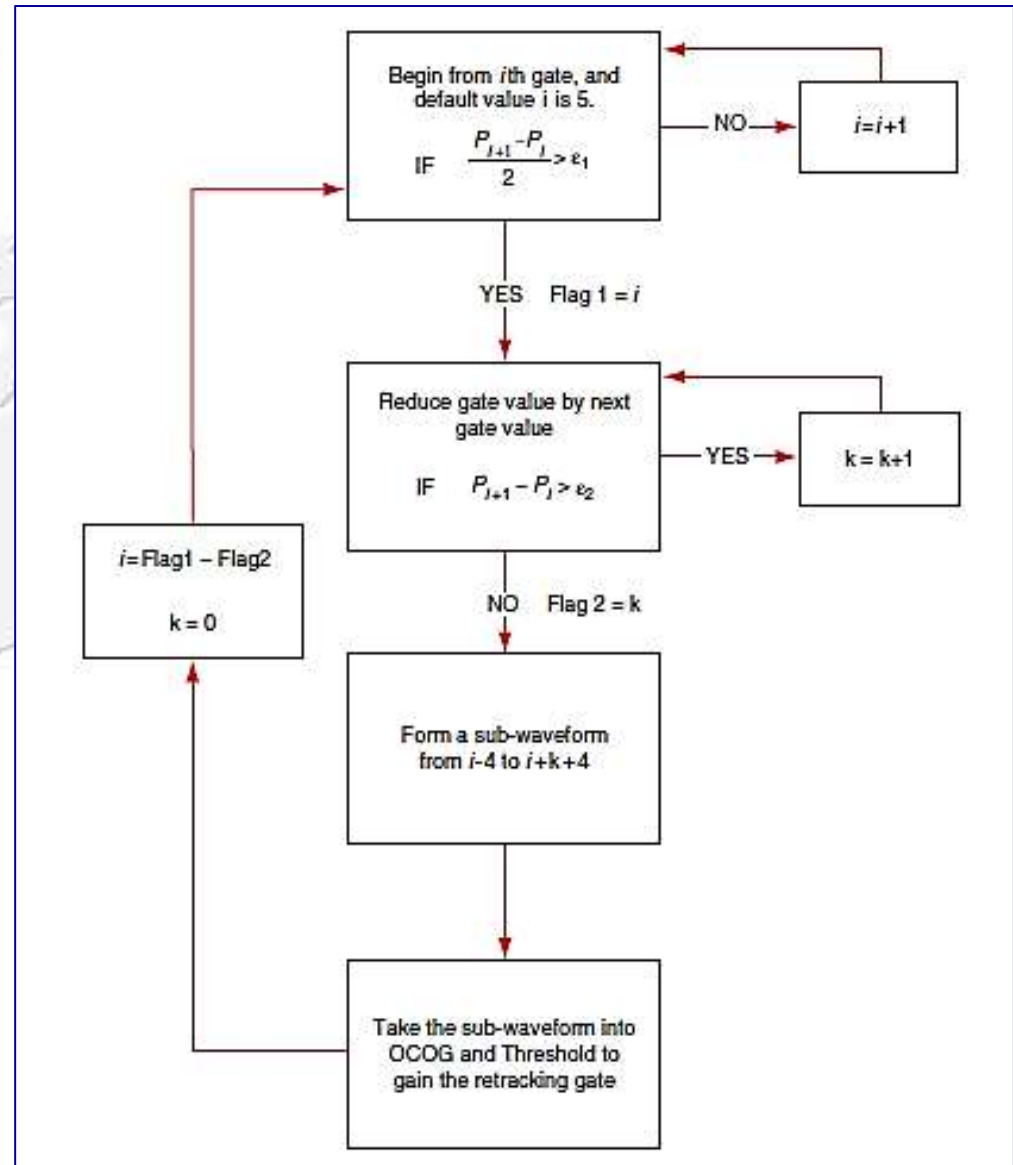 Begin from ith gate, and
default value i is 5.
IF (P_{I+1} – P_I)/2 > ε₁
NO
i=i+1
YES Flag 1 = i
Reduce gate value by next
gate value
IF P_{I+1} – P_I > ε₂
YES
k = k+1
NO Flag 2 = k
i=Flag1 – Flag2
k = 0
Form a sub-waveform
from i-4 to i+k+4
Take the sub-waveform into
OCOG and Threshold to
gain the retracking gate